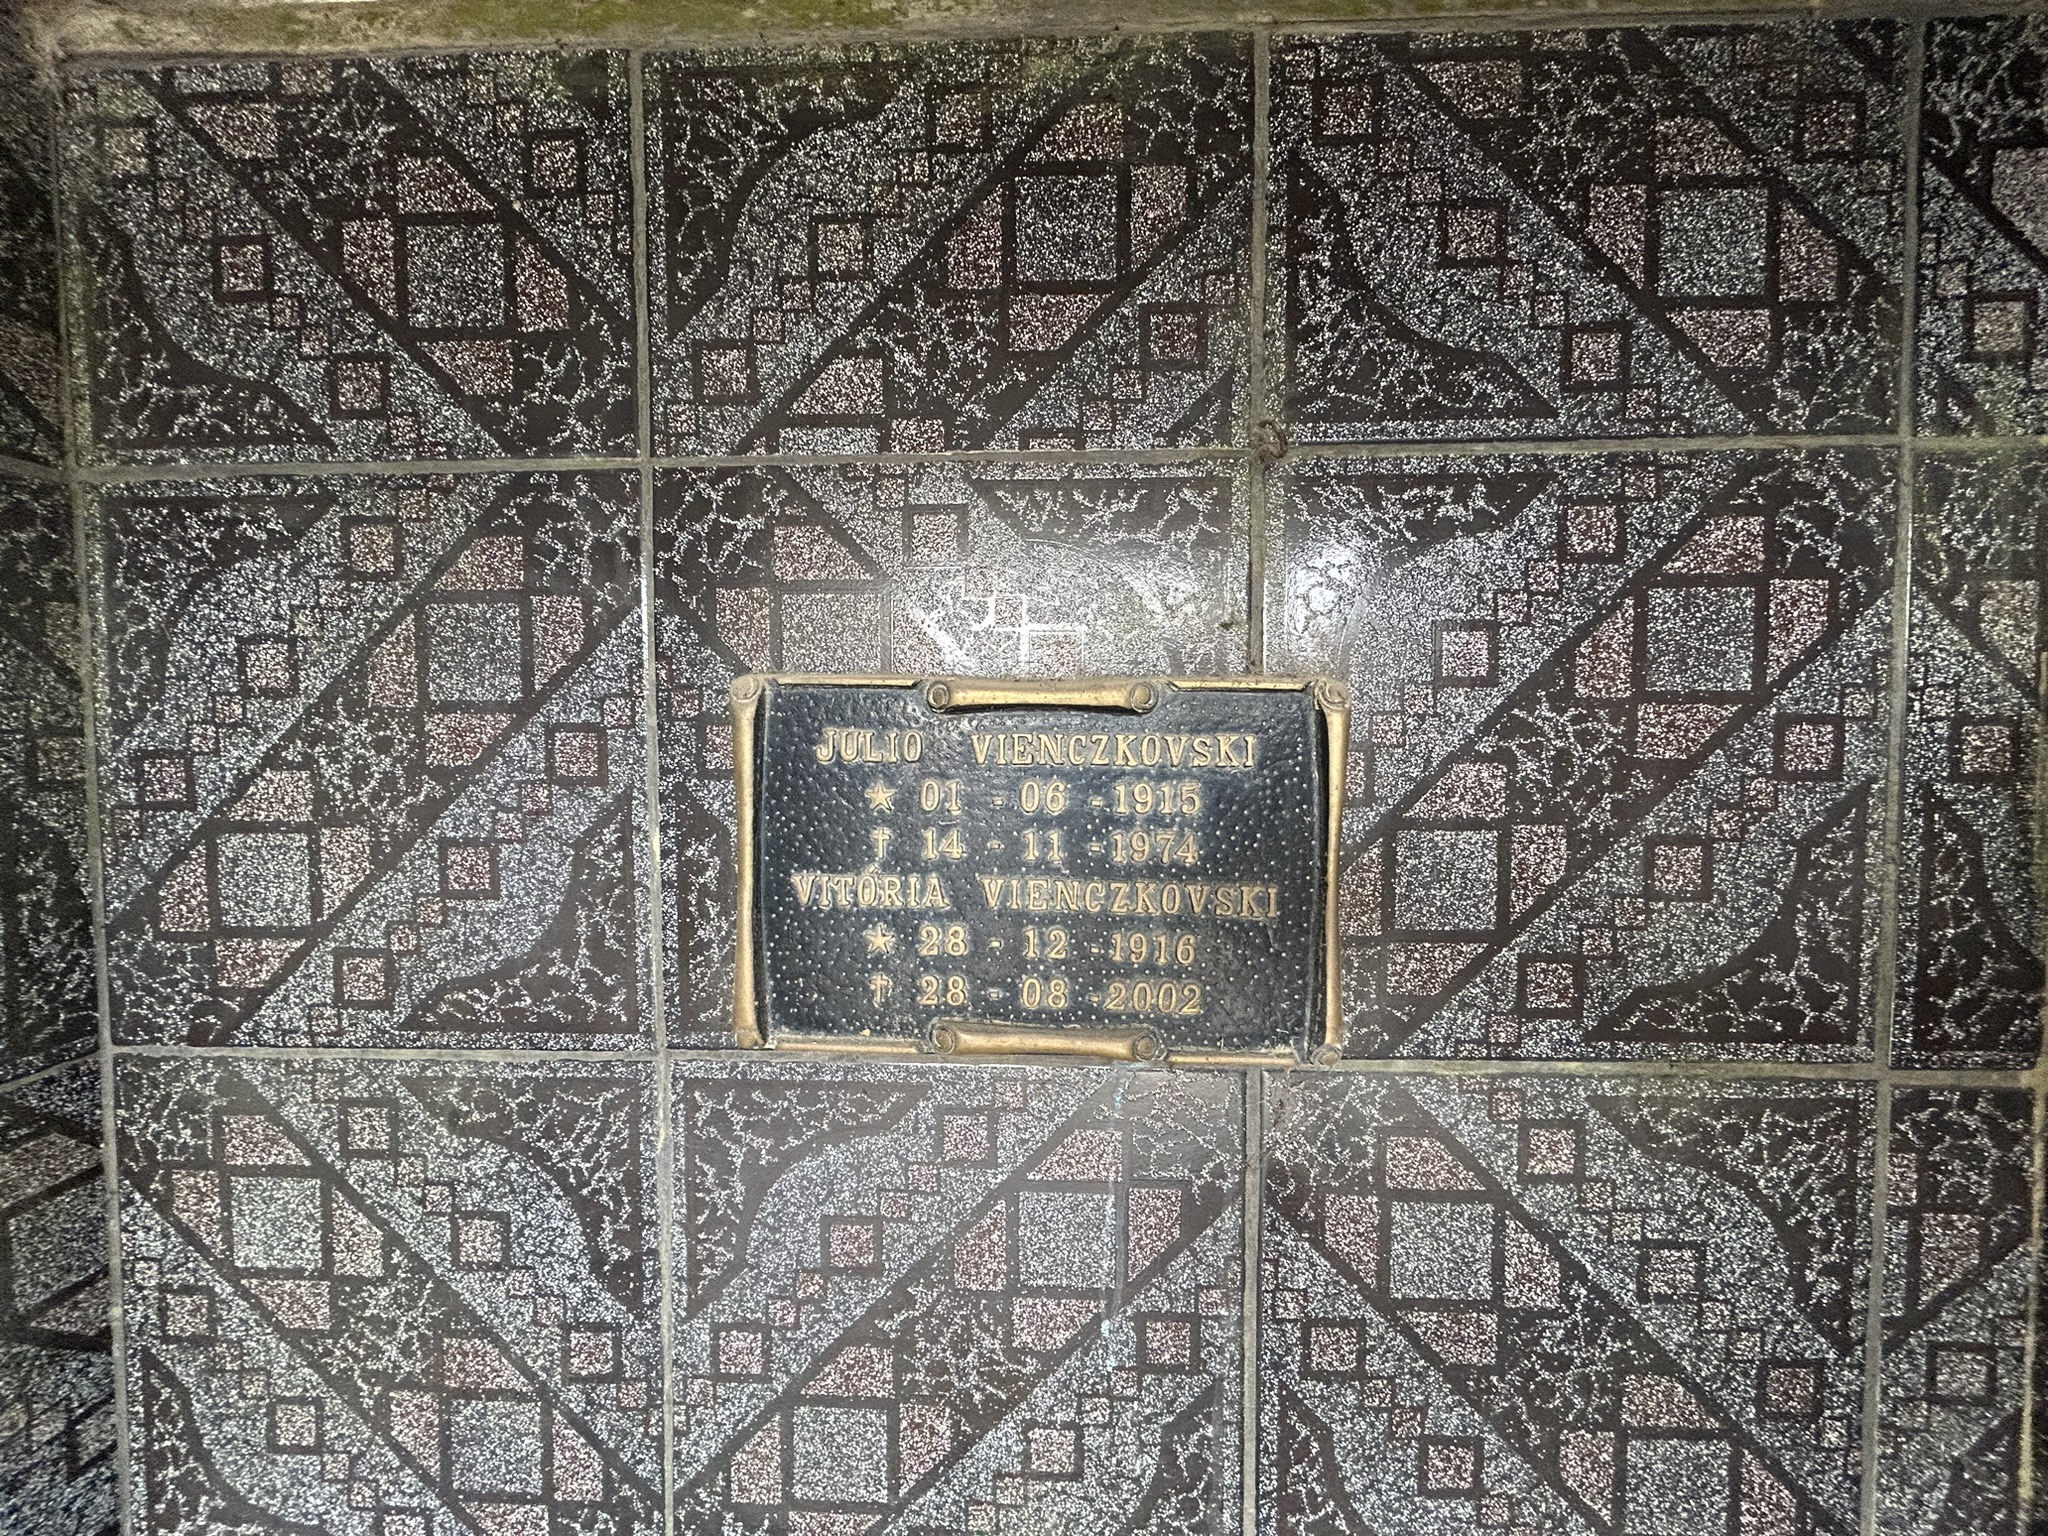 JULIO VIENCZKOVSKI
★ 01 - 06 - 1915
† 14 - 11 - 1974
VITÓRIA VIENCZKOVSKI
★ 28 - 12 - 1916
† 28 - 08 - 2002